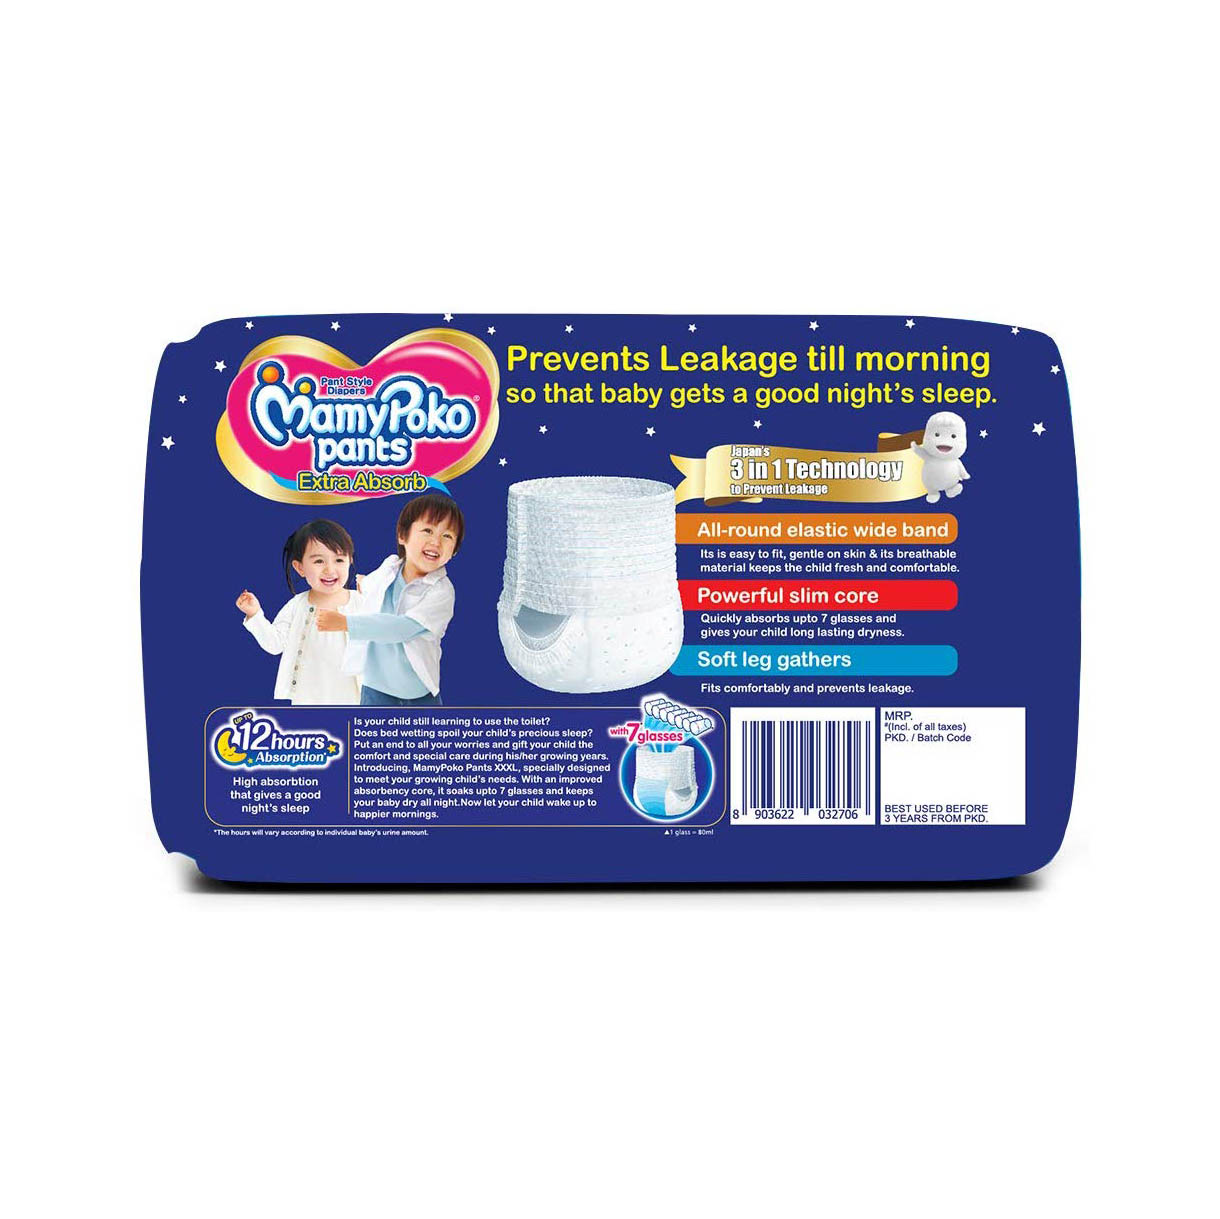 Pant Style
Diapers
MamyPoko®
pants
Extra Absorb
Prevents Leakage till morning
so that baby gets a good night's sleep.
Japan's
3 in 1 Technology
to Prevent Leakage
All-round elastic wide band
Its is easy to fit, gentle on skin & its breathable
material keeps the child fresh and comfortable.
Powerful slim core
Quickly absorbs upto 7 glasses and
gives your child long lasting dryness.
Soft leg gathers
Fits comfortably and prevents leakage.
UP TO
12 hours*
Absorption
High absorbtion
that gives a good
night's sleep
Is your child still learning to use the toilet?
Does bed wetting spoil your child's precious sleep?
Put an end to all your worries and gift your child the
comfort and special care during his/her growing years.
Introducing, MamyPoko Pants XXXL, specially designed
to meet your growing child's needs. With an improved
absorbency core, it soaks upto 7 glasses and keeps
your baby dry all night.Now let your child wake up to
happier mornings.
with 7 glasses
*The hours will vary according to individual baby's urine amount.
▲1 glass = 80ml
8 903622 032706
MRP.
#(Incl. of all taxes)
PKD. / Batch Code
BEST USED BEFORE
3 YEARS FROM PKD.